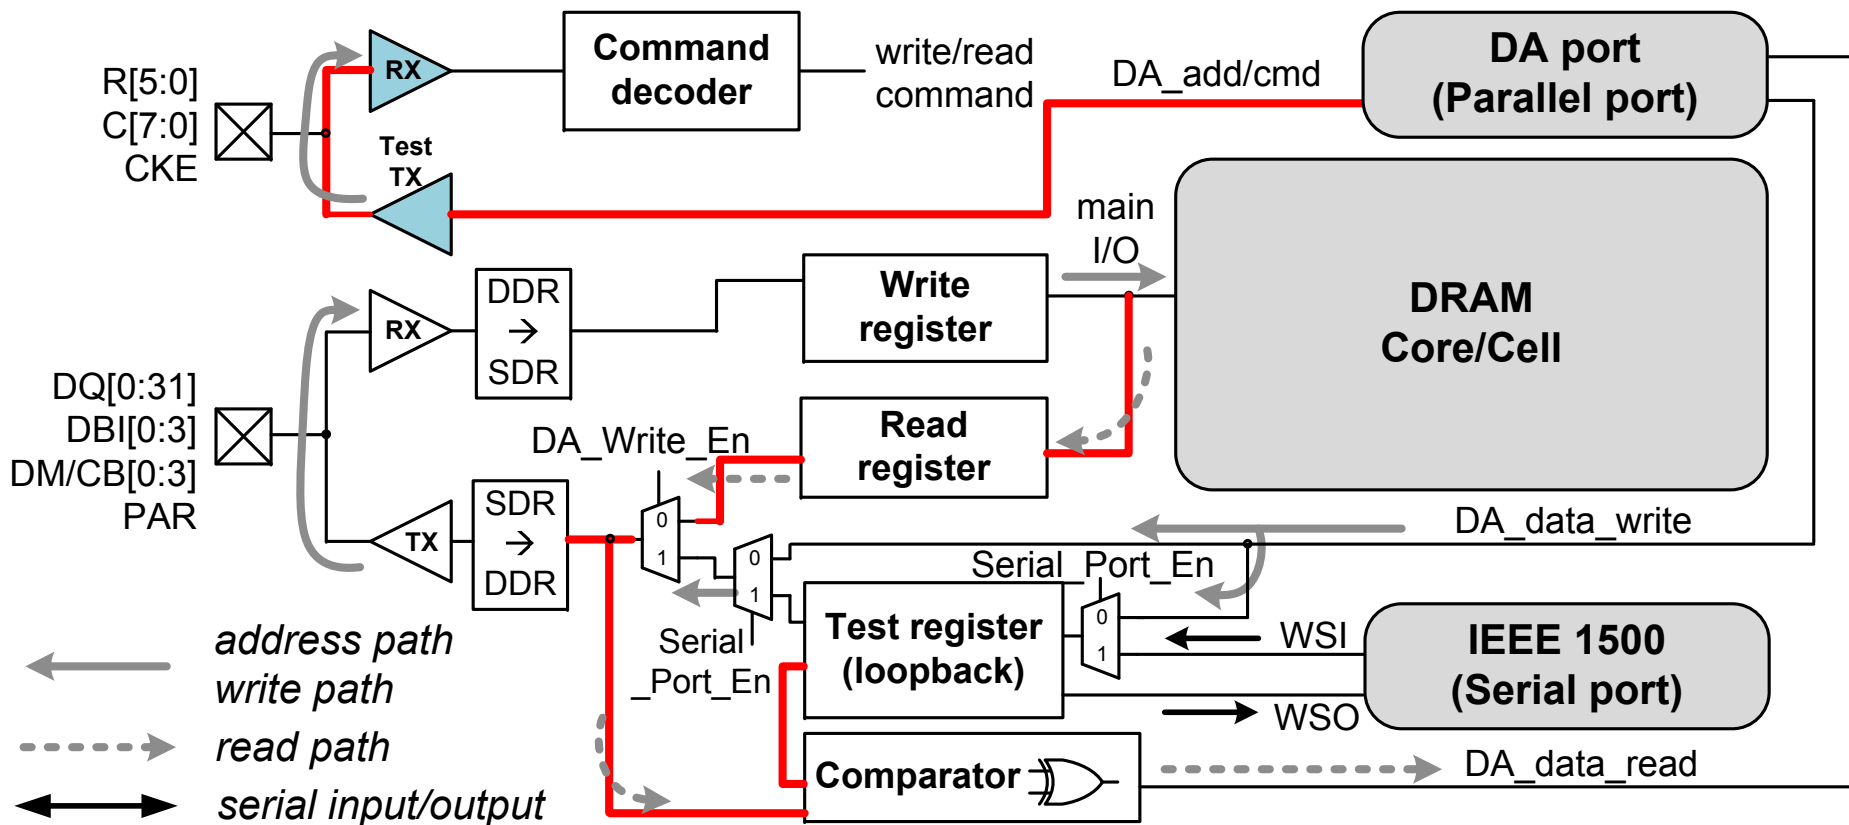 R[5:0]
C[7:0]
CKE
RX
Test
TX
Command
decoder
write/read
command
DA_add/cmd
DA port
(Parallel port)
main
I/O
DRAM
Core/Cell
DQ[0:31]
DBI[0:3]
DM/CB[0:3]
PAR
RX
DDR
→
SDR
Write
register
Read
register
DA_Write_En
TX
SDR
→
DDR
0
1
0
1
Serial
_Port_En
DA_data_write
Serial_Port_En
0
1
Test register
(loopback)
WSI
WSO
IEEE 1500
(Serial port)
Comparator
DA_data_read
address path
write path
read path
serial input/output